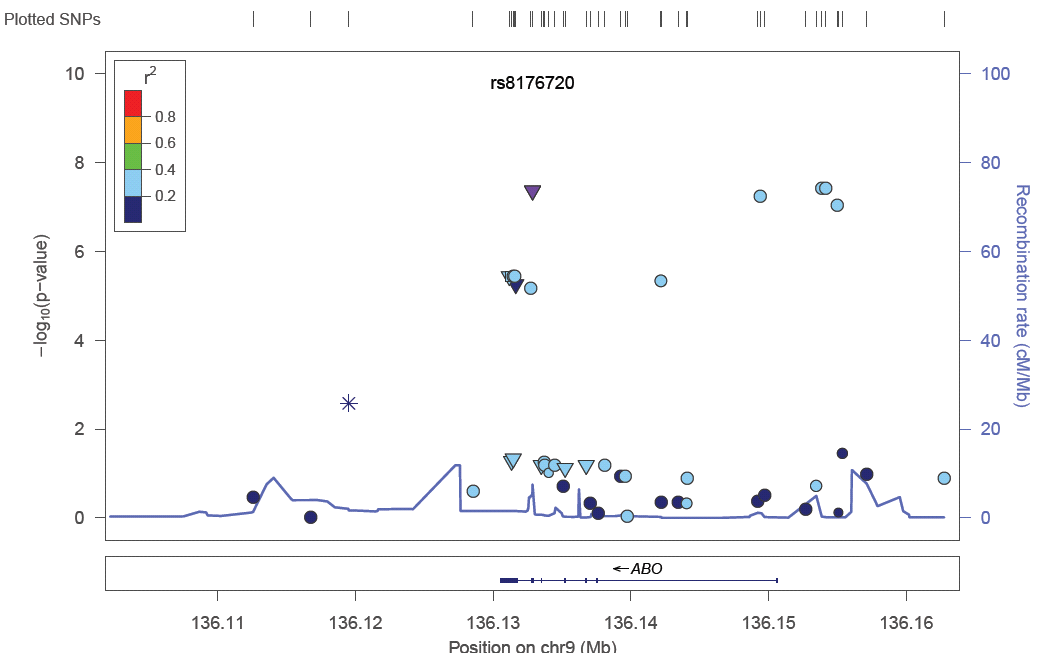 Plotted SNPs
r2
0.8
0.6
0.4
0.2
rs8176720
10
8
6
4
2
0
−log10(p−value)
100
80
60
40
20
0
Recombination rate (cM/Mb)
←ABO
136.11 136.12 136.13 136.14 136.15 136.16
Position on chr9 (Mb)